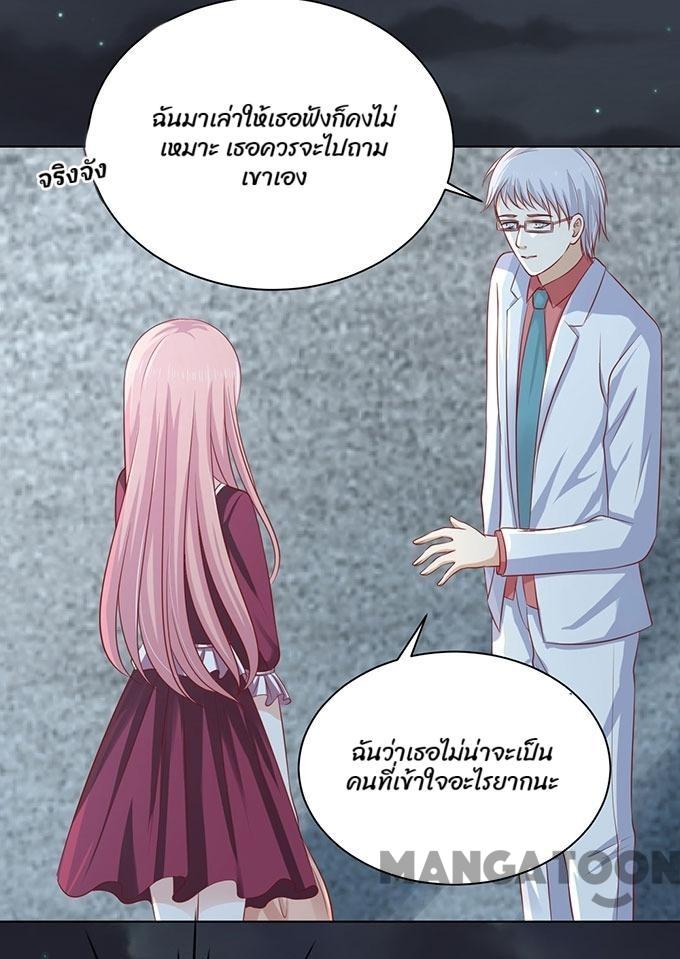 ฉันมาเล่าให้เธอฟังก็คงไม่
เหมาะ เธอควรจะไปถาม
เขาเอง
จริงจัง
ฉันว่าเธอไม่น่าจะเป็น
คนที่เข้าใจอะไรยากนะ
MANGATOON